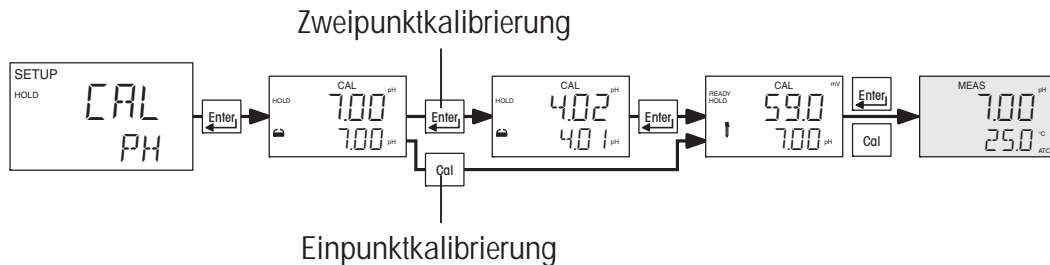 Zweipunktkalibrierung
SETUP
HOLD
CAL
PH
Enter
CAL
HOLD
7.00 pH
7.00 pH
Enter
CAL
HOLD
4.02 pH
4.01 pH
Enter
CAL
READY
HOLD
59.0 mV
7.00 pH
Enter
Cal
MEAS
7.00 pH
25.0 °C
ATC
Cal
Einpunktkalibrierung